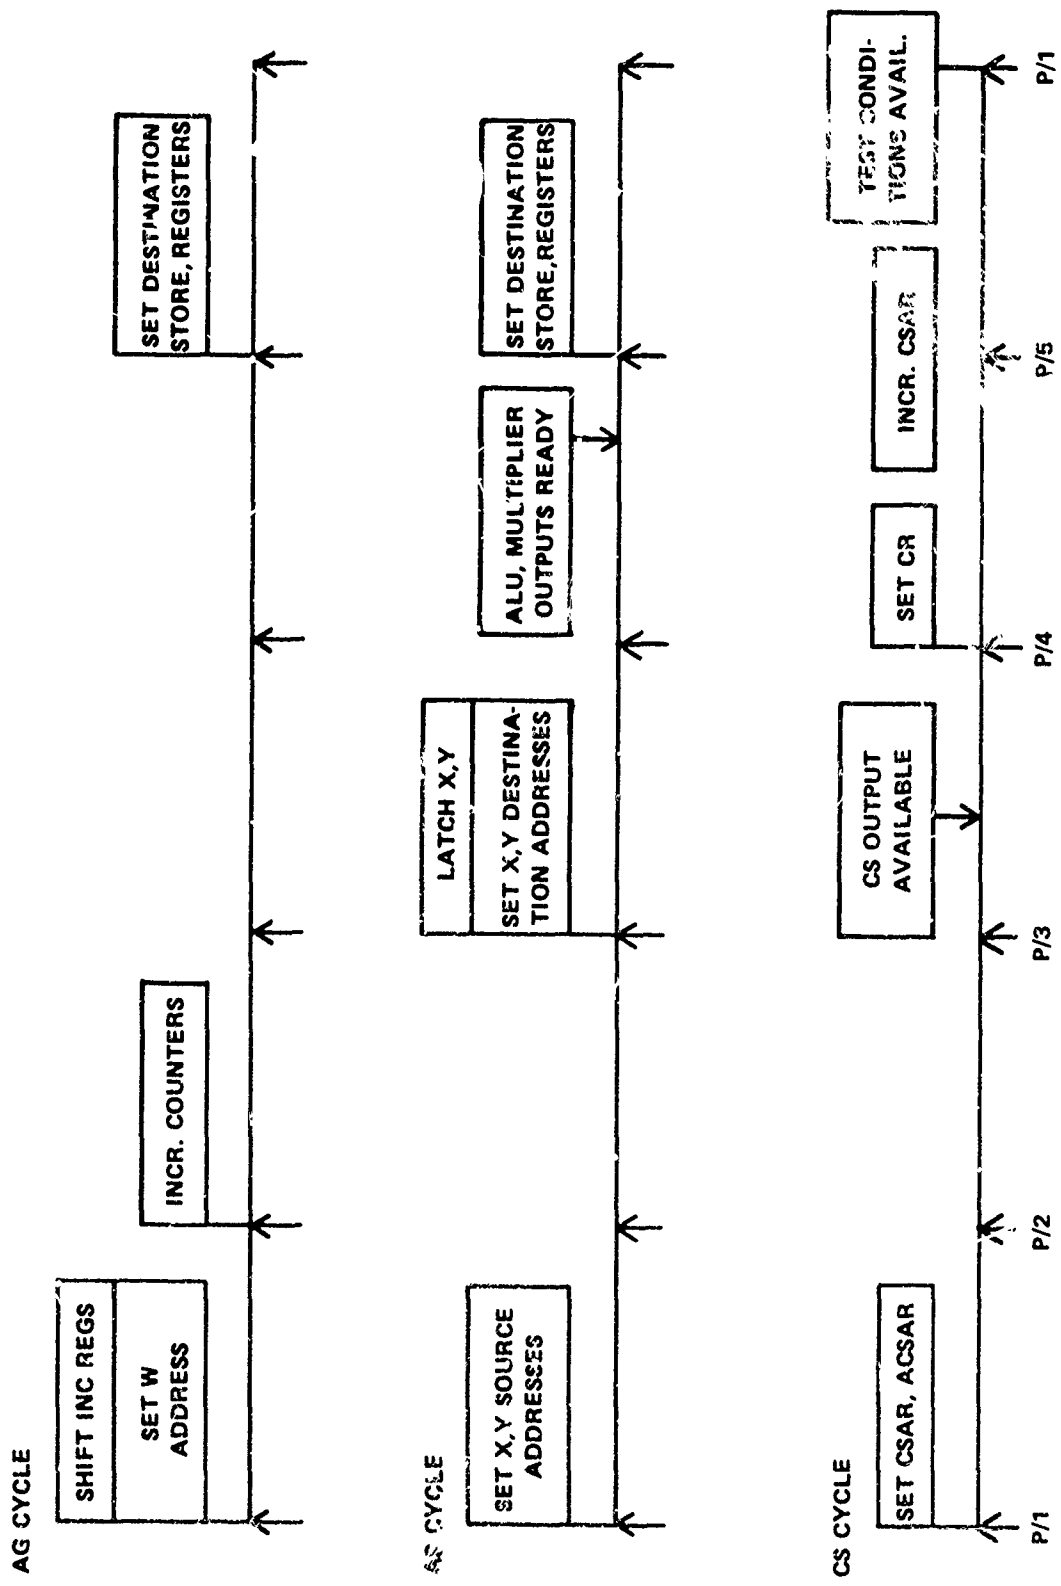 AG CYCLE
SHIFT INC REGS
SET W
ADDRESS
INCR. COUNTERS
SET DESTINATION
STORE, REGISTERS
CYCLE
SET X,Y SOURCE
ADDRESSES
LATCH X,Y
SET X,Y DESTINA-
TION ADDRESSES
ALU, MULTIPLIER
OUTPUTS READY
SET DESTINATION
STORE, REGISTERS
CS CYCLE
SET CSAR, ACSAR
CS OUTPUT
AVAILABLE
SET CR
INCR. CSAR
TEST CONDI-
TIONS AVAIL.
P/1
P/2
P/3
P/4
P/5
P/1